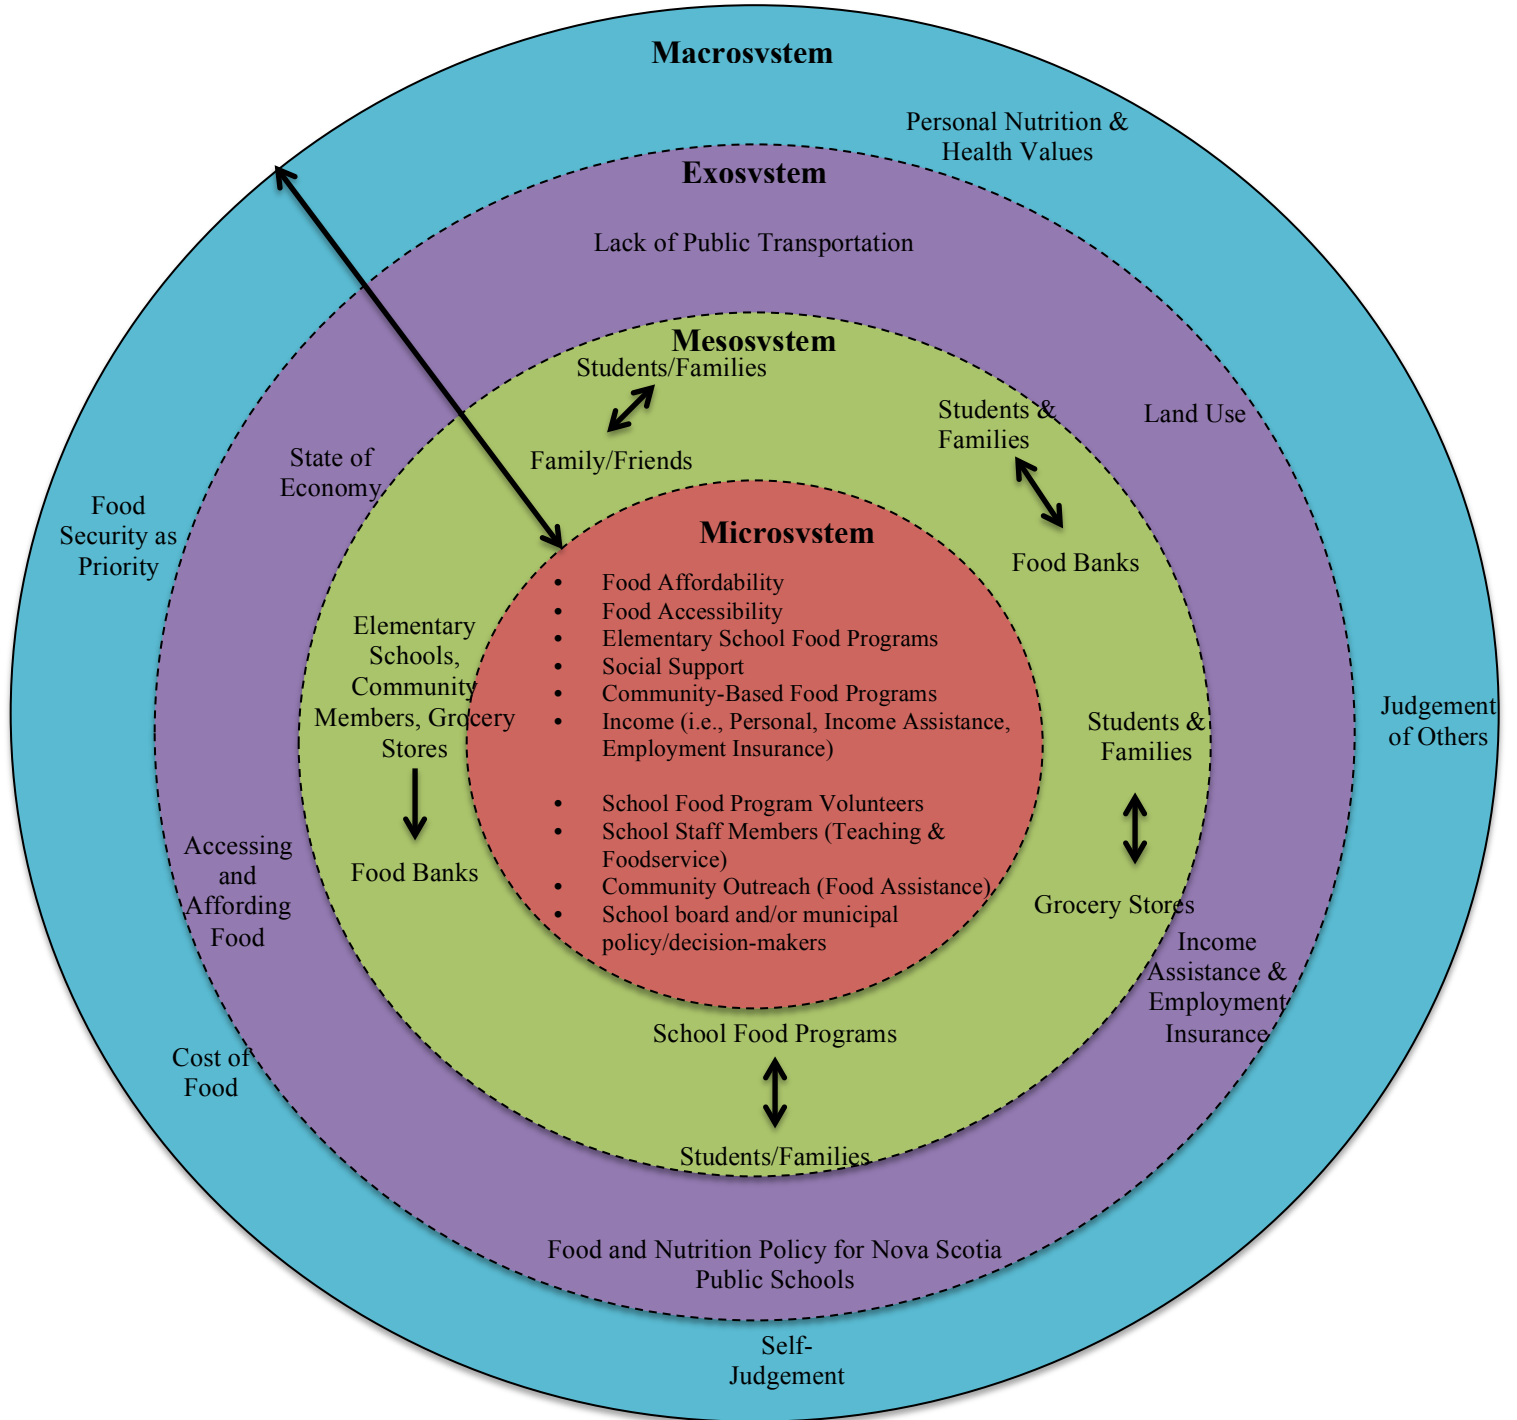 Macrosvstem
Personal Nutrition &
Health Values
Exosvstem
Lack of Public Transportation
Mesosvstem
Students/Families
Family/Friends
Students &
Families
Food Banks
Land Use
State of
Economy
Food
Security as
Priority
Microsvstem
• Food Affordability
• Food Accessibility
• Elementary School Food Programs
• Social Support
• Community-Based Food Programs
• Income (i.e., Personal, Income Assistance,
Employment Insurance)
• School Food Program Volunteers
• School Staff Members (Teaching &
Foodservice)
• Community Outreach (Food Assistance)
• School board and/or municipal
policy/decision-makers
Elementary
Schools,
Community
Members, Grocery
Stores
Food Banks
Students &
Families
Grocery Stores
Judgement
of Others
Accessing
and
Affording
Food
Income
Assistance &
Employment
Insurance
Cost of
Food
School Food Programs
Students/Families
Food and Nutrition Policy for Nova Scotia
Public Schools
Self-
Judgement